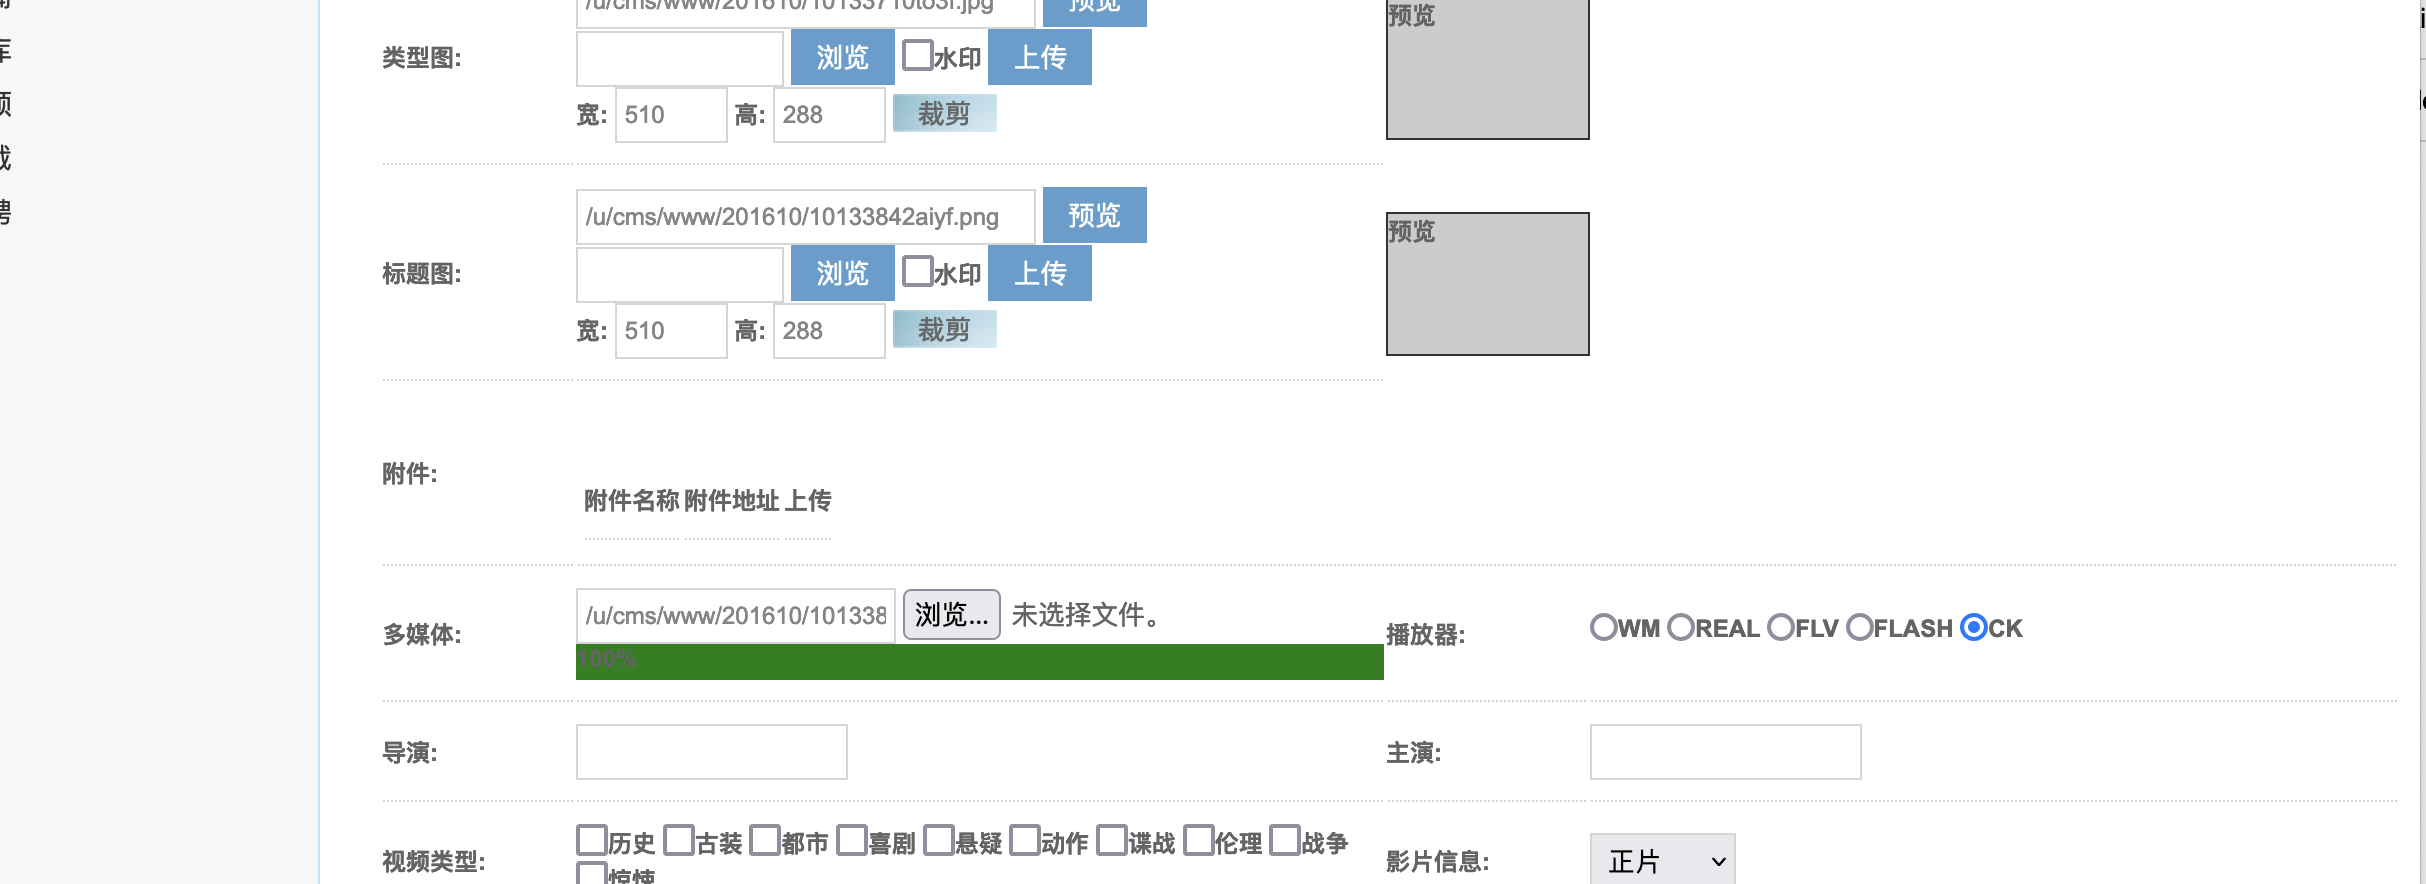 /u/cms/www/201610/10133710to3f.jpg 预览 预览
类型图: 浏览 水印 上传
宽: 510 高: 288 裁剪
/u/cms/www/201610/10133842aiyf.png 预览 预览
标题图: 浏览 水印 上传
宽: 510 高: 288 裁剪
附件:
附件名称 附件地址 上传
多媒体: /u/cms/www/201610/101338 浏览... 未选择文件。 播放器: WM REAL FLV FLASH CK
100%
导演: 主演:
视频类型: 历史 古装 都市 喜剧 悬疑 动作 谍战 伦理 战争 影片信息: 正片
惊悚